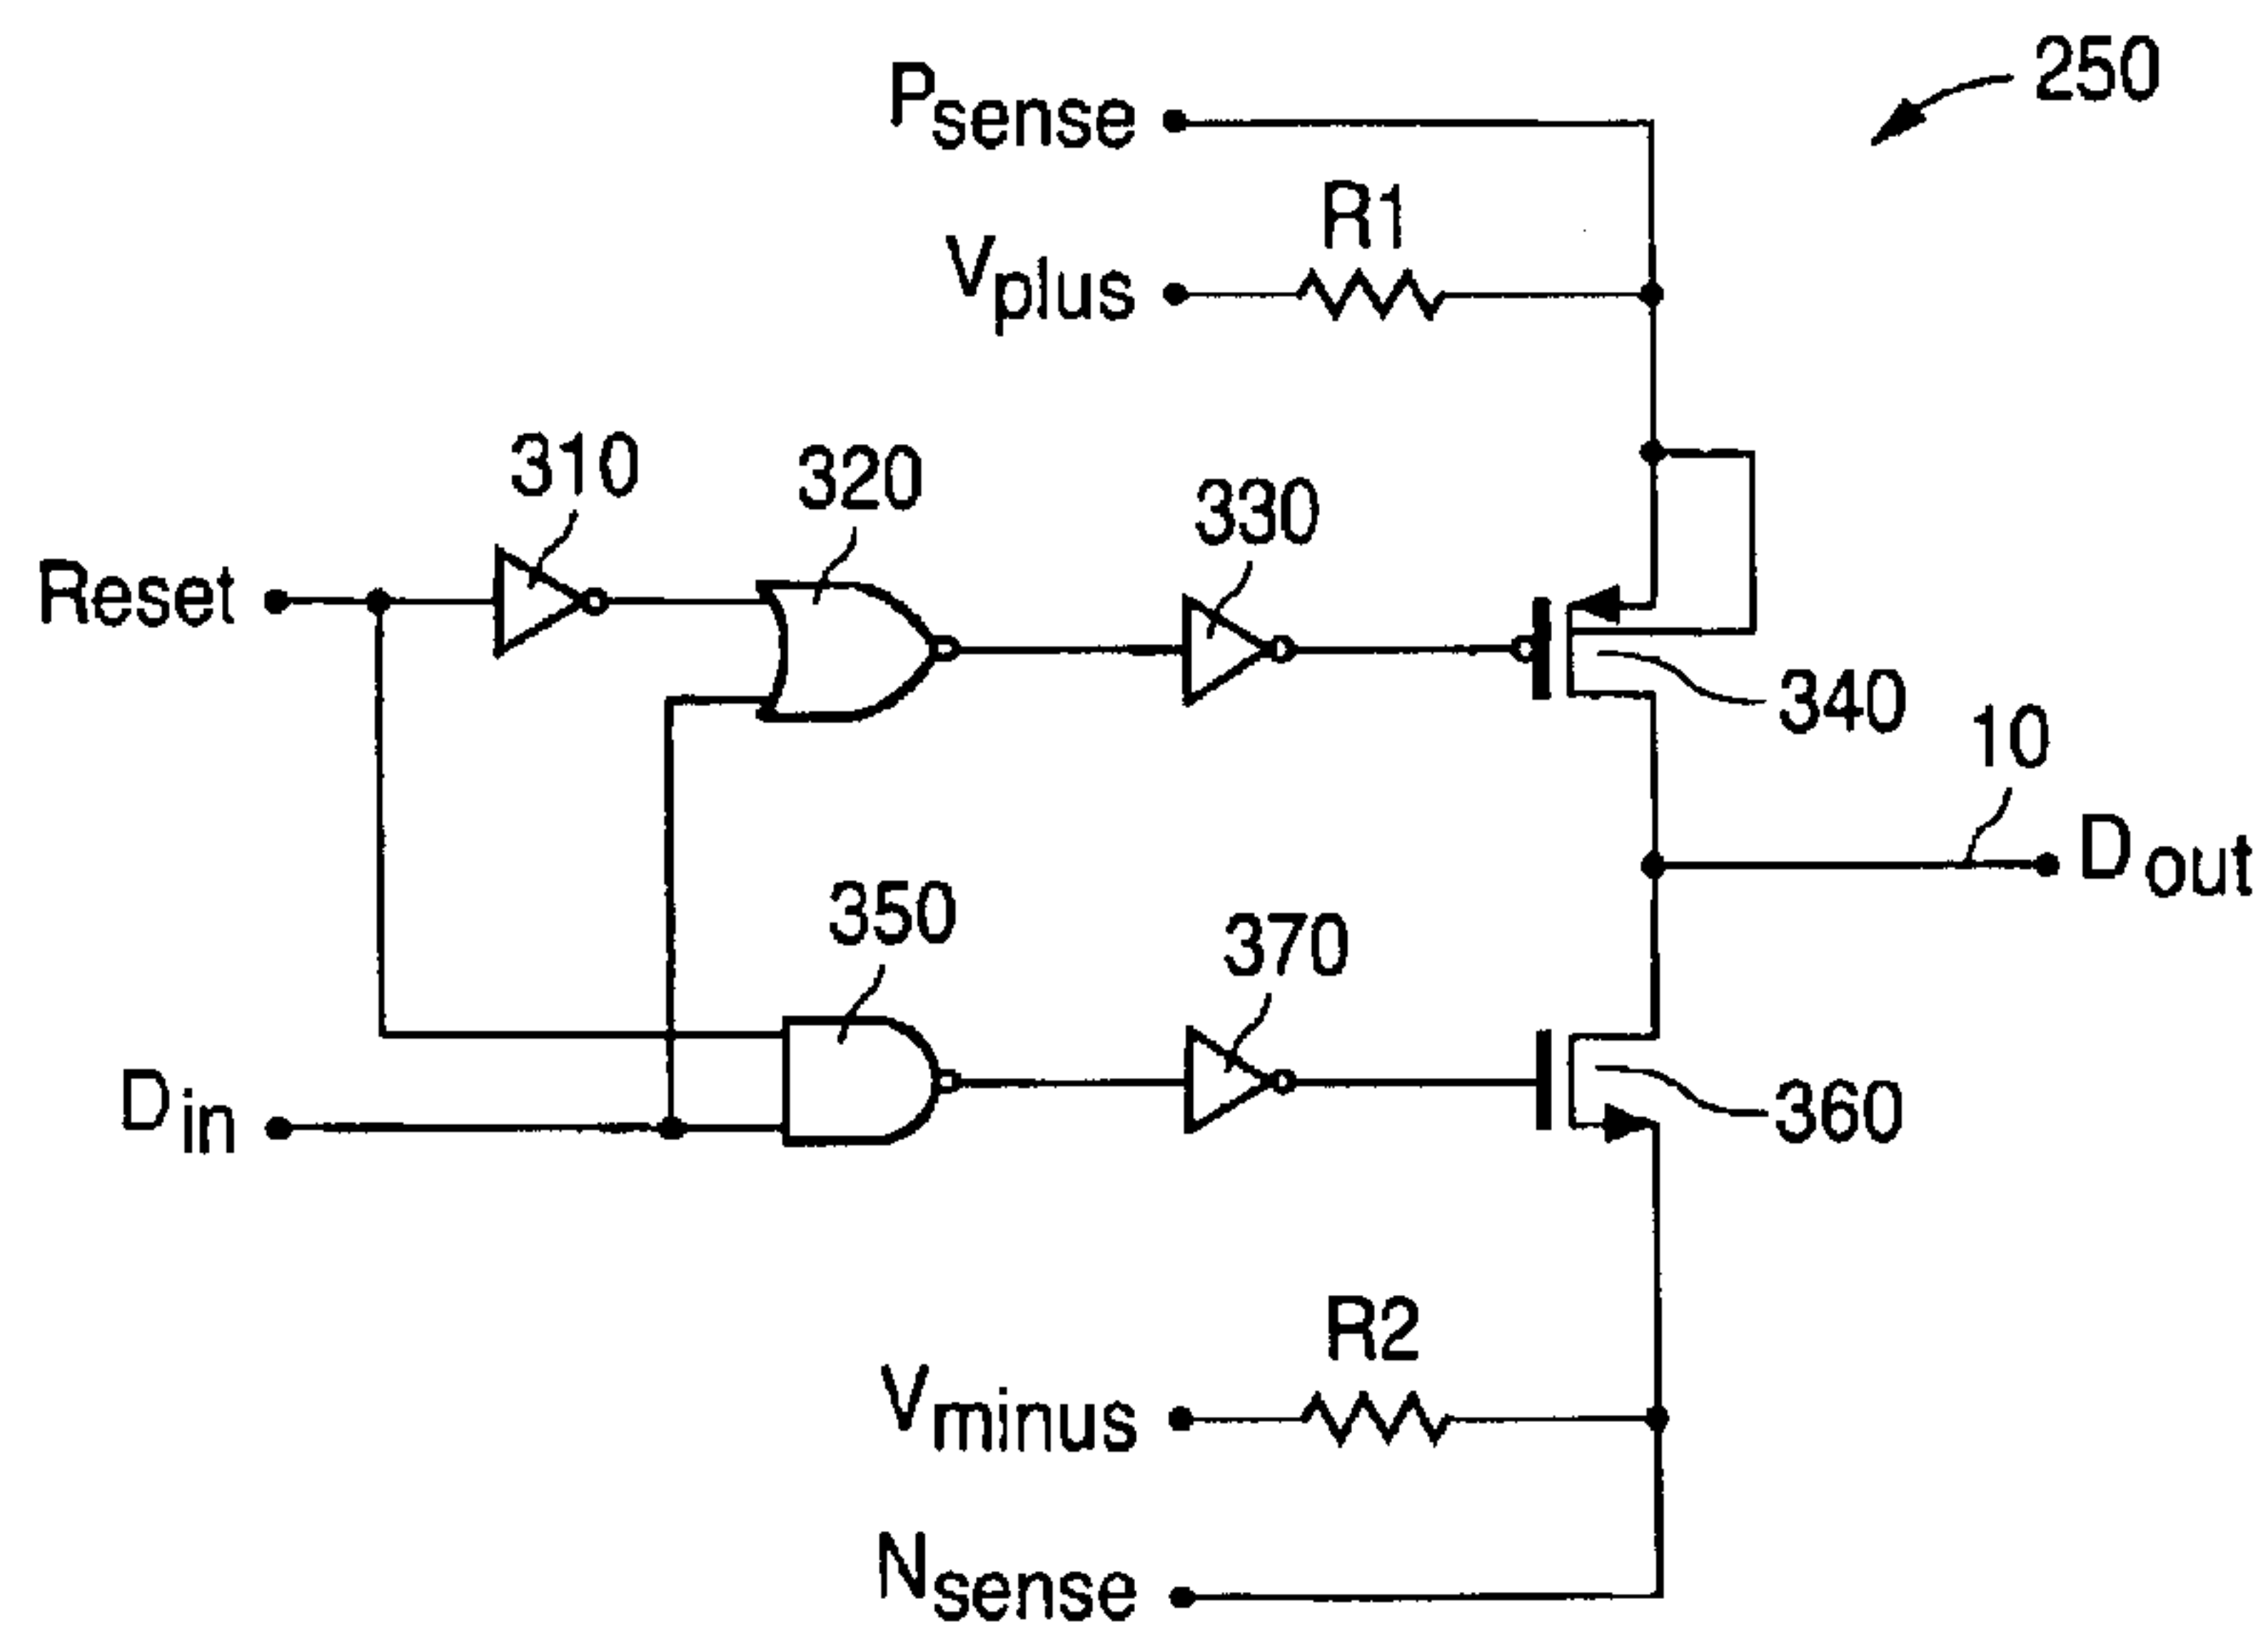 250
Psense
R1
Vplus
310
320
330
Reset
340
10
Dout
350
370
Din
360
R2
Vminus
Nsense